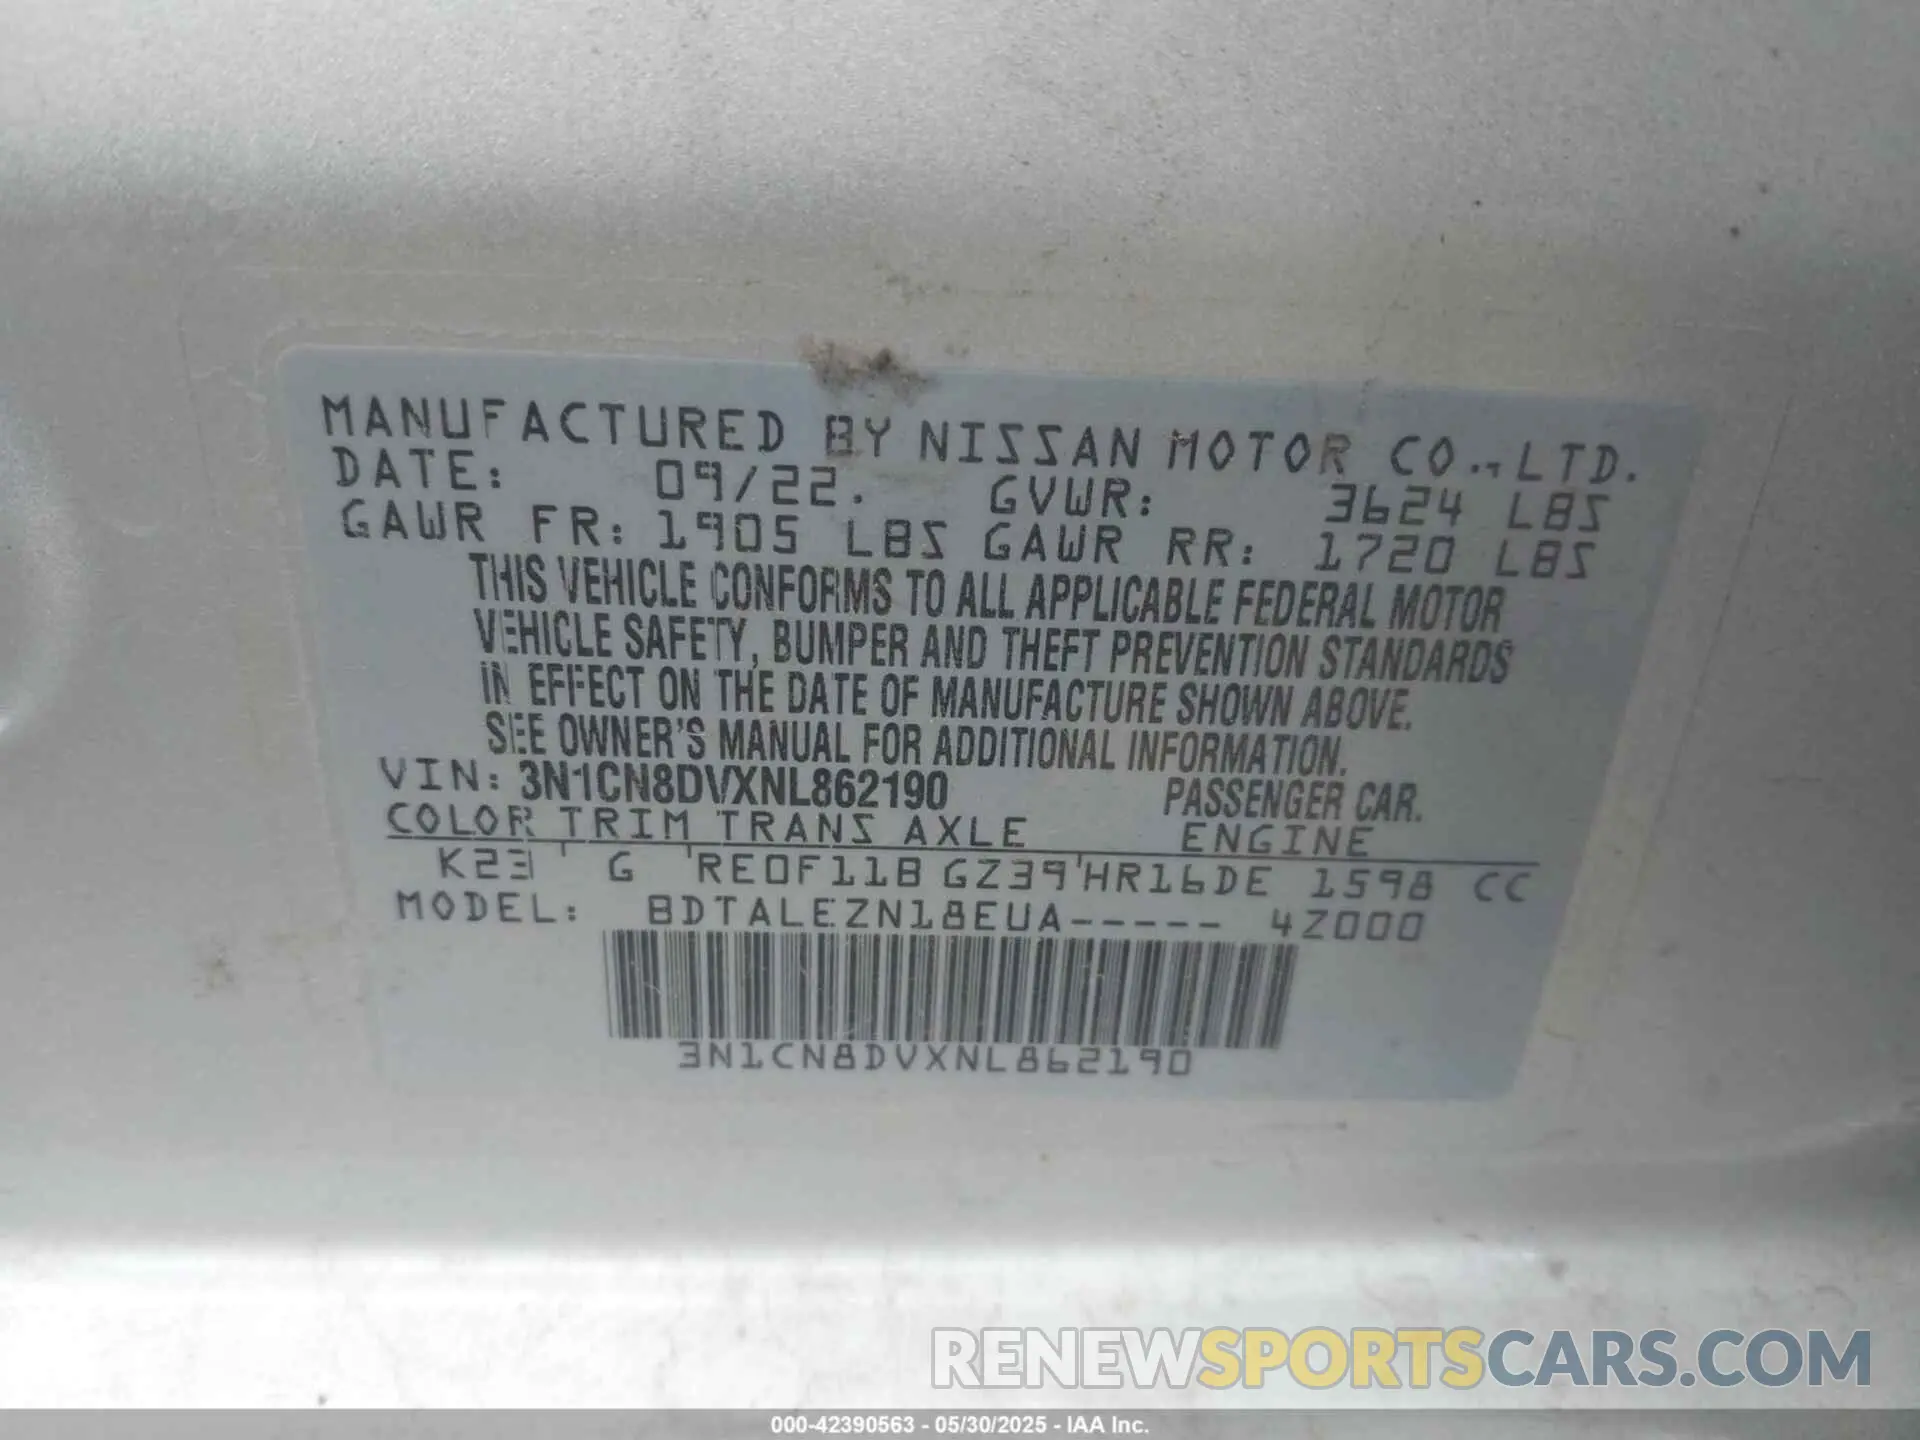 MANUFACTURED BY NISSAN MOTOR CO., LTD.
DATE: 09/22. GVWR: 3624 LBS
GAWR FR: 1905 LBS GAWR RR: 1720 LBS
THIS VEHICLE CONFORMS TO ALL APPLICABLE FEDERAL MOTOR
VEHICLE SAFETY, BUMPER AND THEFT PREVENTION STANDARDS
IN EFFECT ON THE DATE OF MANUFACTURE SHOWN ABOVE.
SEE OWNER'S MANUAL FOR ADDITIONAL INFORMATION.
VIN: 3N1CN8DVXNL862190 PASSENGER CAR.
COLOR TRIM TRANS AXLE ENGINE
K23 ' G 'RE0F11B GZ39'HR16DE 1598 CC
MODEL: BDTALEZN18EUA----- 4Z000
3N1CN8DVXNL862190
RENEWSPORTSCARS.COM
000-42390563 - 05/30/2025 - IAA Inc.